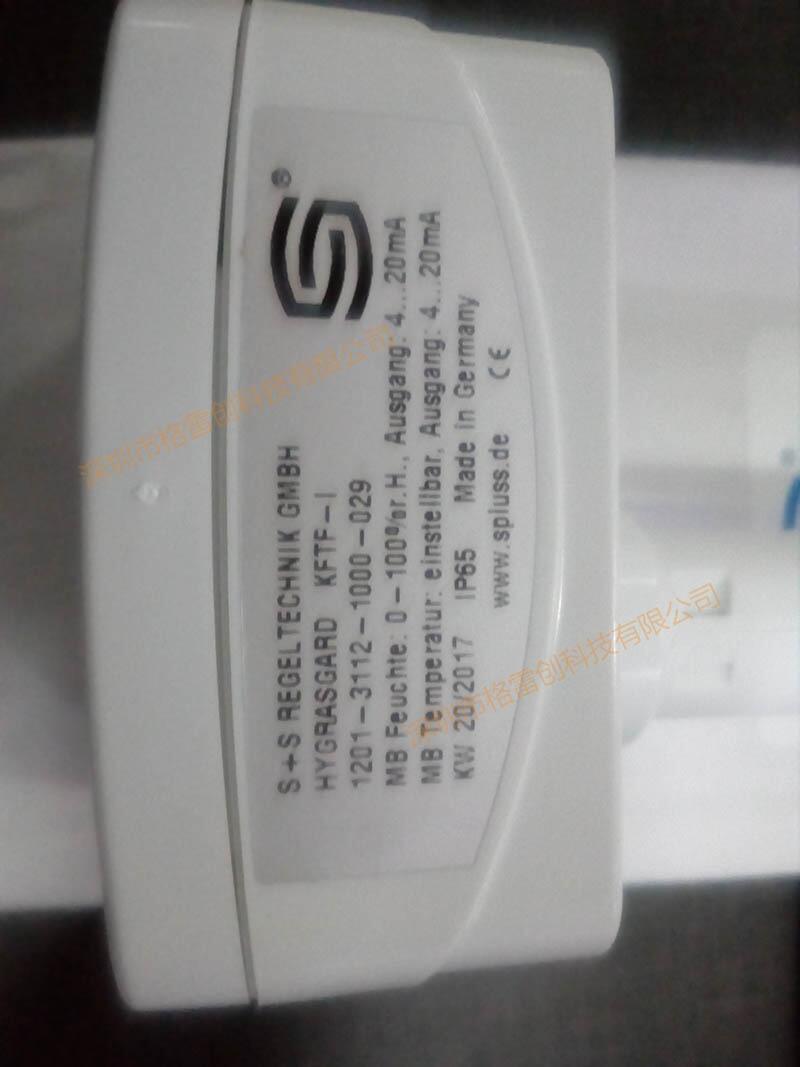 S+S REGELTECHNIK GMBH
HYGRASGARD KFTF-I
1201-3112-1000-029
MB Feuchte: 0-100%r.H., Ausgang: 4...20mA
MB Temperatur: einstellbar, Ausgang: 4...20mA
KW 20/2017 IP65 Made in Germany
www.spluss.de CE
®
深圳市格雷创科技有限公司
深圳市格雷创科技有限公司
®